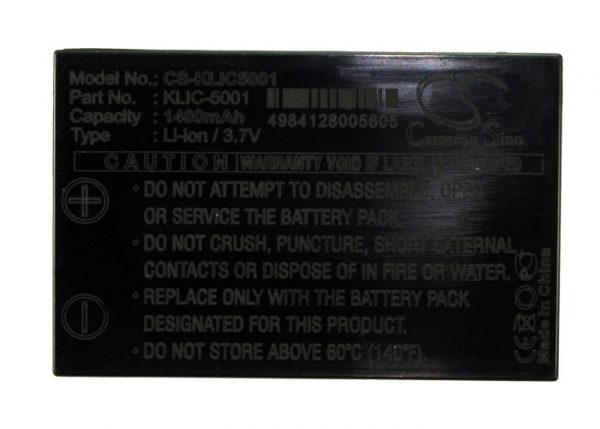 Model No.: CS-KLIC5001
Part No. : KLIC-5001
Capacity : 1400mAh
Type : Li-ion / 3.7V
4984128005605
Cameron Sino
CAUTION WARRANTY VOID IF LABEL IS REMOVED
• DO NOT ATTEMPT TO DISASSEMBLE, OPEN
OR SERVICE THE BATTERY PACK.
• DO NOT CRUSH, PUNCTURE, SHORT EXTERNAL
CONTACTS OR DISPOSE OF IN FIRE OR WATER.
• REPLACE ONLY WITH THE BATTERY PACK
DESIGNATED FOR THIS EQUIPMENT.
• DO NOT STORE ABOVE 60°C (140°F).
CE
Made In China